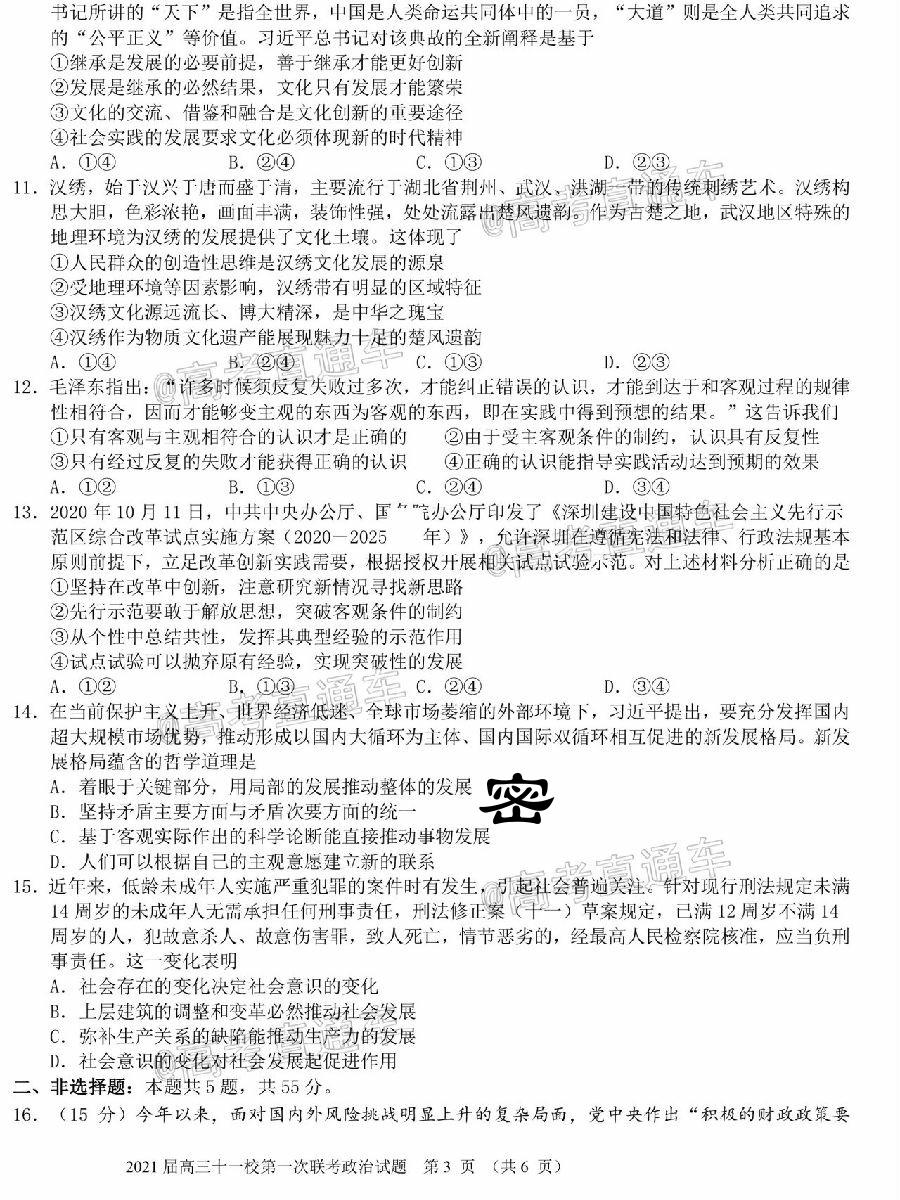 书记所讲的“天下”是指全世界，中国是人类命运共同体中的一员，“大道”则是全人类共同追求
的“公平正义”等价值。习近平总书记对该典故的全新阐释是基于
①继承是发展的必要前提，善于继承才能更好创新
②发展是继承的必然结果，文化只有发展才能繁荣
③文化的交流、借鉴和融合是文化创新的重要途径
④社会实践的发展要求文化必须体现新的时代精神
A．①④ B．②④ C．①③ D．②③
11．汉绣，始于汉兴于唐而盛于清，主要流行于湖北省荆州、武汉、洪湖一带的传统刺绣艺术。汉绣构
思大胆，色彩浓艳，画面丰满，装饰性强，处处流露出楚风遗韵。作为古楚之地，武汉地区特殊的
地理环境为汉绣的发展提供了文化土壤。这体现了
①人民群众的创造性思维是汉绣文化发展的源泉
②受地理环境等因素影响，汉绣带有明显的区域特征
③汉绣文化源远流长、博大精深，是中华之瑰宝
④汉绣作为物质文化遗产能展现魅力十足的楚风遗韵
A．①④ B．②④ C．①③ D．②③
12．毛泽东指出：“许多时候须反复失败过多次，才能纠正错误的认识，才能到达于和客观过程的规律
性相符合，因而才能够变主观的东西为客观的东西，即在实践中得到预想的结果。”这告诉我们
①只有客观与主观相符合的认识才是正确的 ②由于受主客观条件的制约，认识具有反复性
③只有经过反复的失败才能获得正确的认识 ④正确的认识能指导实践活动达到预期的效果
A．①② B．①③ C．②④ D．③④
13．2020 年 10 月 11 日，中共中央办公厅、国务院办公厅印发了《深圳建设中国特色社会主义先行示
范区综合改革试点实施方案（2020－2025 年）》，允许深圳在遵循宪法和法律、行政法规基本
原则前提下，立足改革创新实践需要，根据授权开展相关试点试验示范。对上述材料分析正确的是
①坚持在改革中创新，注意研究新情况寻找新思路
②先行示范要敢于解放思想，突破客观条件的制约
③从个性中总结共性，发挥其典型经验的示范作用
④试点试验可以抛弃原有经验，实现突破性的发展
A．①② B．①③ C．②④ D．③④
14．在当前保护主义上升、世界经济低迷、全球市场萎缩的外部环境下，习近平提出，要充分发挥国内
超大规模市场优势，推动形成以国内大循环为主体、国内国际双循环相互促进的新发展格局。新发
展格局蕴含的哲学道理是
A．着眼于关键部分，用局部的发展推动整体的发展
密
B．坚持矛盾主要方面与矛盾次要方面的统一
C．基于客观实际作出的科学论断能直接推动事物发展
D．人们可以根据自己的主观意愿建立新的联系
15．近年来，低龄未成年人实施严重犯罪的案件时有发生，引起社会普遍关注。针对现行刑法规定未满
14 周岁的未成年人无需承担任何刑事责任，刑法修正案（十一）草案规定，已满 12 周岁不满 14
周岁的人，犯故意杀人、故意伤害罪，致人死亡，情节恶劣的，经最高人民检察院核准，应当负刑
事责任。这一变化表明
A．社会存在的变化决定社会意识的变化
B．上层建筑的调整和变革必然推动社会发展
C．弥补生产关系的缺陷能推动生产力的发展
D．社会意识的变化对社会发展起促进作用
二、非选择题：本题共 5 题，共 55 分。
16．（15 分）今年以来，面对国内外风险挑战明显上升的复杂局面，党中央作出“积极的财政政策要
2021 届高三十一校第一次联考政治试题 第 3 页 （共 6 页）
@高考直通车
@高考直通车
@高考直通车
@高考直通车
@高考直通车
@高考直通车